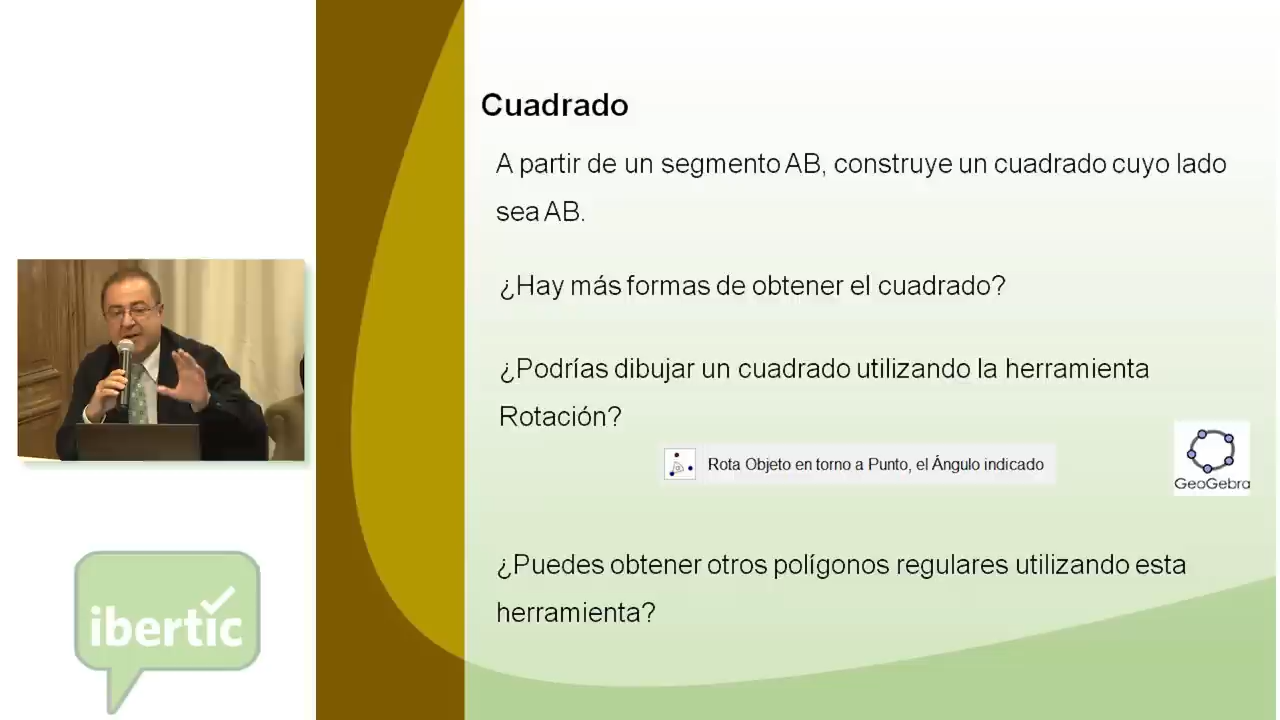 Cuadrado
A partir de un segmento AB, construye un cuadrado cuyo lado
sea AB.
¿Hay más formas de obtener el cuadrado?
¿Podrías dibujar un cuadrado utilizando la herramienta
Rotación?
Rota Objeto en torno a Punto, el Ángulo indicado
GeoGebra
¿Puedes obtener otros polígonos regulares utilizando esta
herramienta?
ibertic